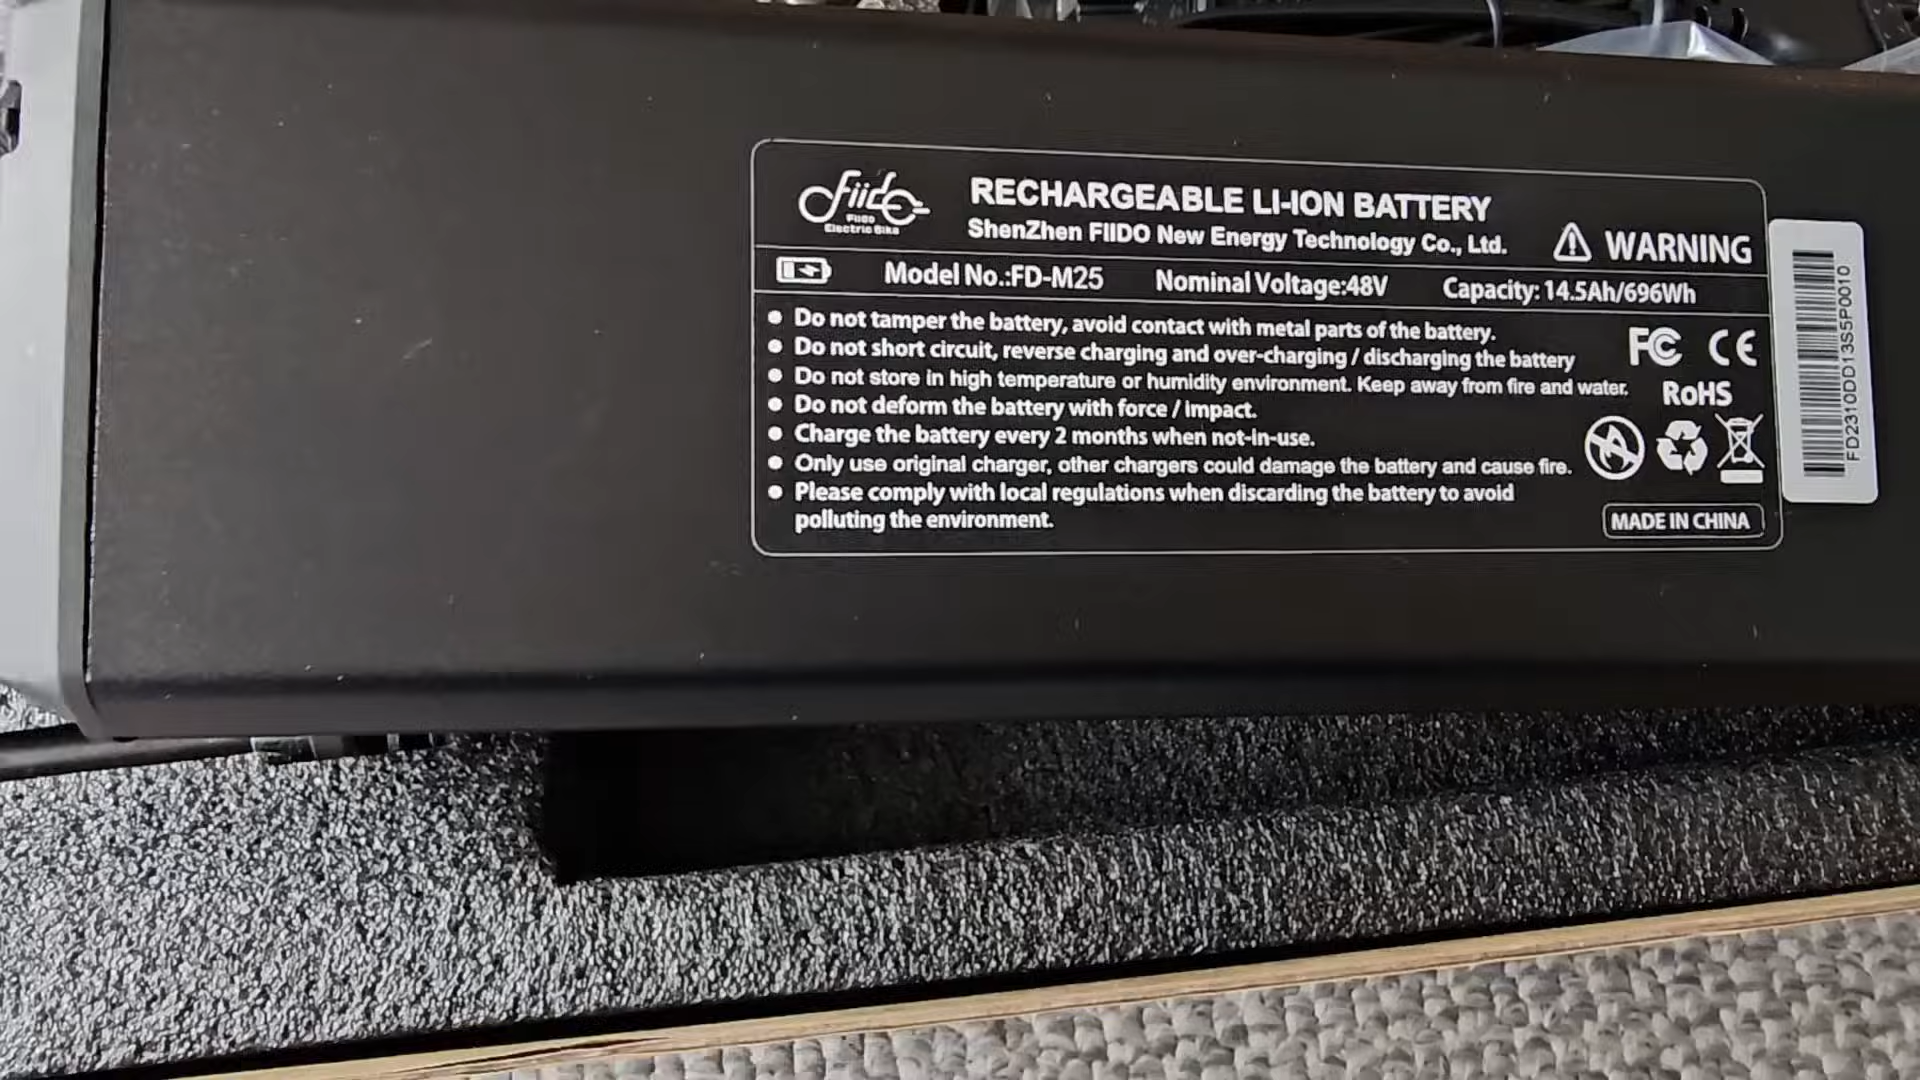 Fiido
FIIDO
Electric Bike
RECHARGEABLE LI-ION BATTERY
ShenZhen FIIDO New Energy Technology Co., Ltd.
WARNING
Model No.:FD-M25 Nominal Voltage:48V Capacity: 14.5Ah/696Wh
Do not tamper the battery, avoid contact with metal parts of the battery.
Do not short circuit, reverse charging and over-charging / discharging the battery
Do not store in high temperature or humidity environment. Keep away from fire and water.
Do not deform the battery with force / impact.
Charge the battery every 2 months when not-in-use.
Only use original charger, other chargers could damage the battery and cause fire.
Please comply with local regulations when discarding the battery to avoid
polluting the environment.
FC CE
RoHS
MADE IN CHINA
FD2310DD13S5P0010